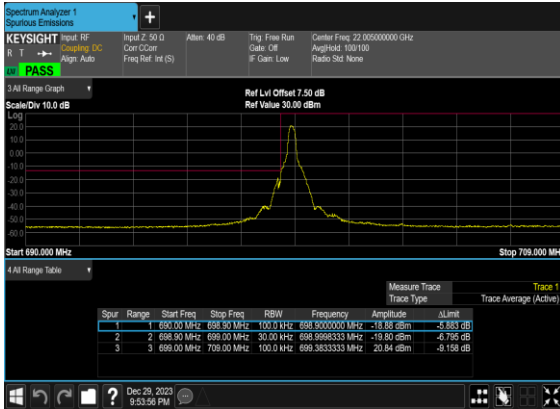 Spectrum Analyzer 1
Spurious Emissions
+
KEYSIGHT Input: RF Input Z: 50 Ω Atten: 40 dB Trig: Free Run Center Freq: 22.005000000 GHz
R T Coupling: DC Corr CCorr Gate: Off Avg|Hold: 100/100
Align: Auto Freq Ref: Int (S) IF Gain: Low Radio Std: None
PASS
3 All Range Graph
Ref Lvl Offset 7.50 dB
Scale/Div 10.0 dB Ref Value 30.00 dBm
Log
20.0
10.0
0.00
-10.0
-20.0
-30.0
-40.0
-50.0
-60.0
Start 690.000 MHz Stop 709.000 MH
4 All Range Table
Measure Trace Trace 1
Trace Type Trace Average (Active)
Spur Range Start Freq Stop Freq RBW Frequency Amplitude ΔLimit
1 1 690.00 MHz 698.90 MHz 100.0 kHz 698.9000000 MHz -18.88 dBm -5.883 dB
2 2 698.90 MHz 699.00 MHz 30.00 kHz 698.9998333 MHz -19.80 dBm -6.795 dB
3 3 699.00 MHz 709.00 MHz 100.0 kHz 699.3833333 MHz 20.84 dBm -9.158 dB
?
Dec 29, 2023
9:53:56 PM